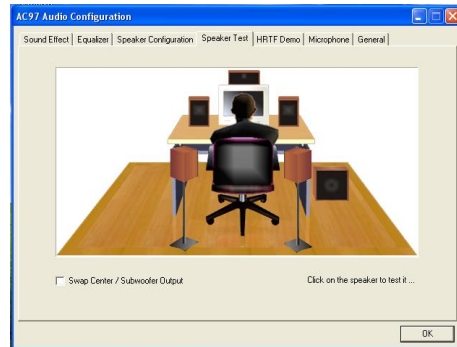 AC97 Audio Configuration
Sound Effect Equalizer Speaker Configuration Speaker Test HRTF Demo Microphone General
Swap Center / Subwoofer Output Click on the speaker to test it ...
OK